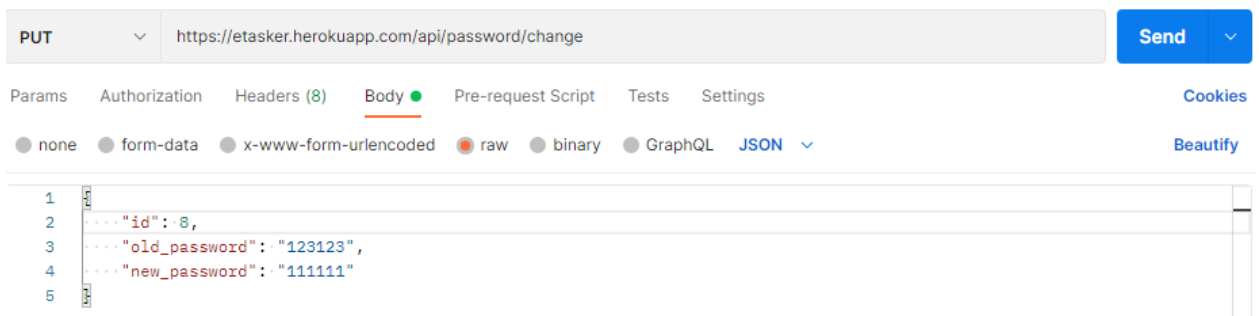 PUT https://etasker.herokuapp.com/api/password/change Send
Params Authorization Headers (8) Body Pre-request Script Tests Settings Cookies
none form-data x-www-form-urlencoded raw binary GraphQL JSON Beautify
1 {
2 "id": 8,
3 "old_password": "123123",
4 "new_password": "111111"
5 }